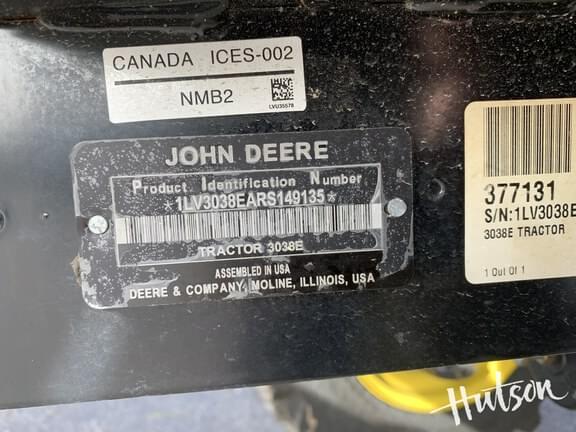 CANADA ICES-002
NMB2
LVU35578
JOHN DEERE
Product Identification Number
*1LV3038EARS149135*
TRACTOR 3038E
ASSEMBLED IN USA
DEERE & COMPANY, MOLINE, ILLINOIS, USA
377131
S/N:1LV3038E
3038E TRACTOR
1 Out Of 1
Hutson